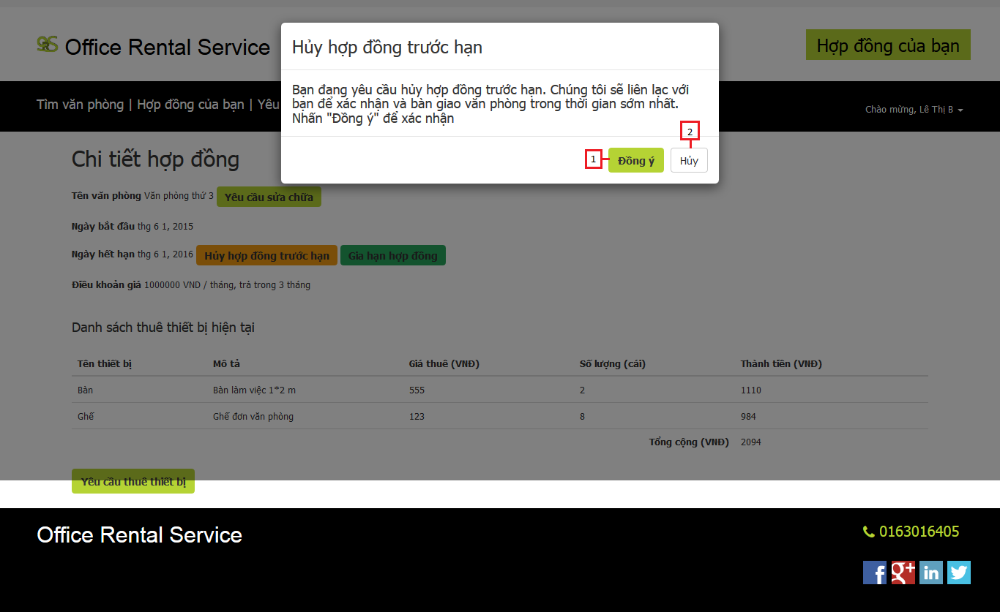 Office Rental Service
Hợp đồng của bạn
Tìm văn phòng | Hợp đồng của bạn | Yêu
Chào mừng, Lê Thị B
Hủy hợp đồng trước hạn
Bạn đang yêu cầu hủy hợp đồng trước hạn. Chúng tôi sẽ liên lạc với
bạn để xác nhận và bàn giao văn phòng trong thời gian sớm nhất.
Nhấn "Đồng ý" để xác nhận
2
1 Đồng ý Hủy
Chi tiết hợp đồng
Tên văn phòng Văn phòng thứ 3 Yêu cầu sửa chữa
Ngày bắt đầu thg 6 1, 2015
Ngày hết hạn thg 6 1, 2016 Hủy hợp đồng trước hạn Gia hạn hợp đồng
Điều khoản giá 1000000 VND / tháng, trả trong 3 tháng
Danh sách thuê thiết bị hiện tại
Tên thiết bị Mô tả Giá thuê (VNĐ) Số lượng (cái) Thành tiền (VNĐ)
Bàn Bàn làm việc 1*2 m 555 2 1110
Ghế Ghế đơn văn phòng 123 8 984
Tổng cộng (VNĐ) 2094
Yêu cầu thuê thiết bị
Office Rental Service
0163016405